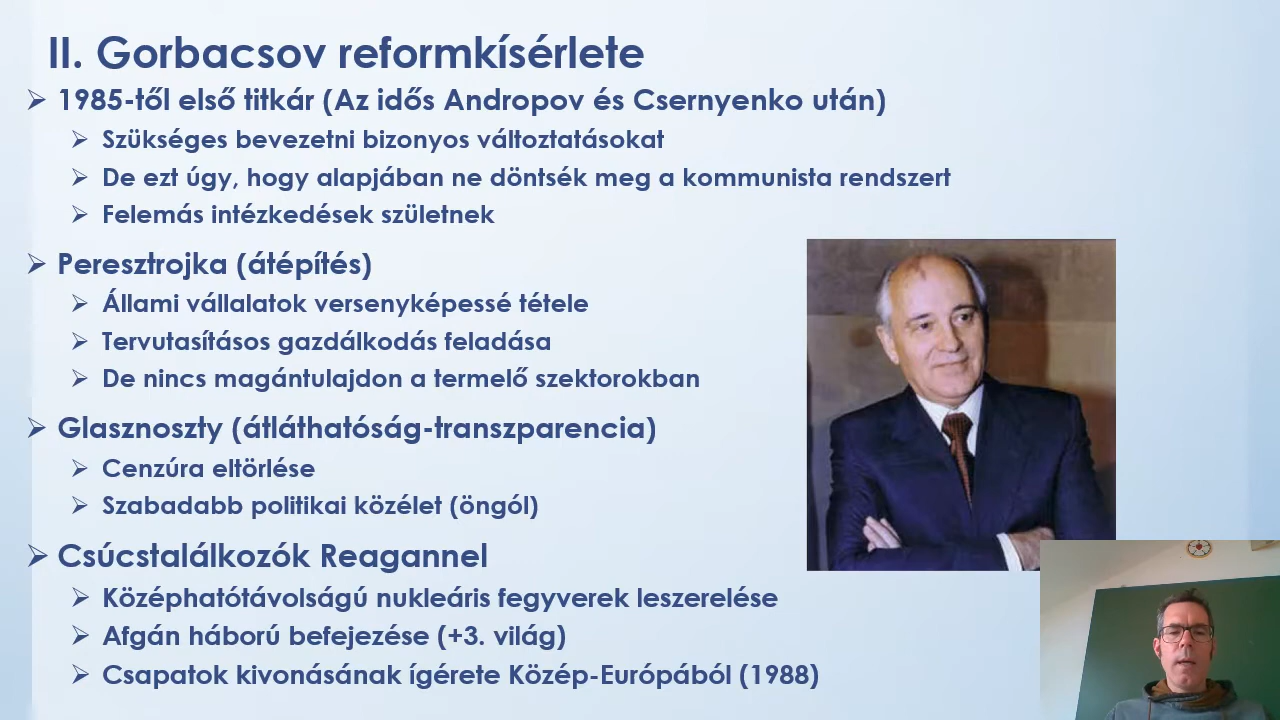 II. Gorbacsov reformkísérlete
1985-től első titkár (Az idős Andropov és Csernyenko után)
Szükséges bevezetni bizonyos változtatásokat
De ezt úgy, hogy alapjában ne döntsék meg a kommunista rendszert
Felemás intézkedések születnek
Peresztrojka (átépítés)
Állami vállalatok versenyképessé tétele
Tervutasításos gazdálkodás feladása
De nincs magántulajdon a termelő szektorokban
Glasznoszty (átláthatóság-transzparencia)
Cenzúra eltörlése
Szabadabb politikai közélet (öngól)
Csúcstalálkozók Reagannel
Középhatótávolságú nukleáris fegyverek leszerelése
Afgán háború befejezése (+3. világ)
Csapatok kivonásának ígérete Közép-Európából (1988)